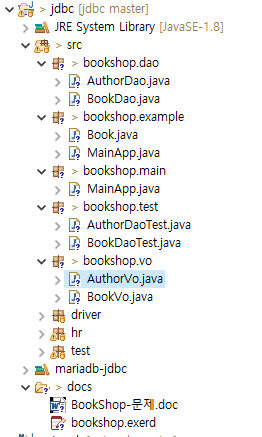 > jdbc [jdbc master]
JRE System Library [JavaSE-1.8]
> src
> bookshop.dao
AuthorDao.java
BookDao.java
> bookshop.example
Book.java
MainApp.java
> bookshop.main
MainApp.java
> bookshop.test
AuthorDaoTest.java
BookDaoTest.java
> bookshop.vo
AuthorVo.java
BookVo.java
driver
hr
test
mariadb-jdbc
> docs
BookShop-문제.doc
bookshop.exerd